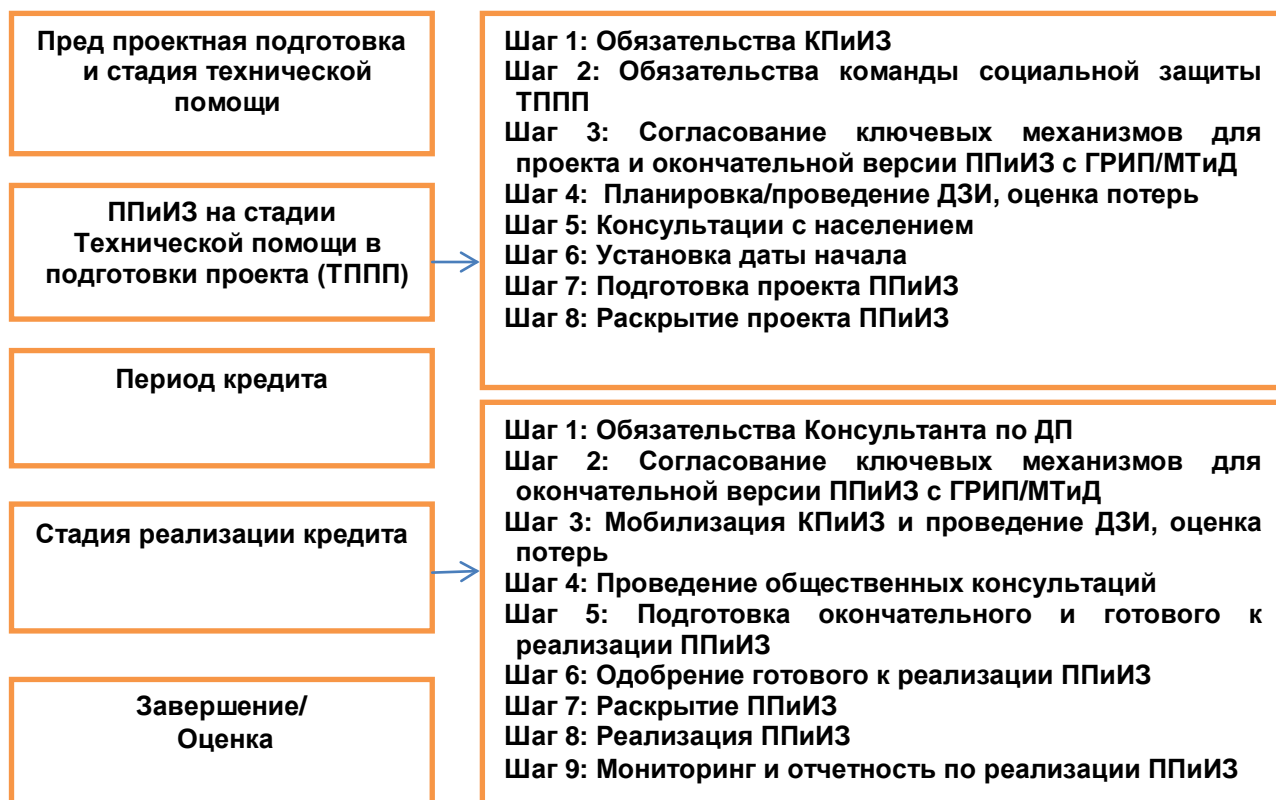 Пред проектная подготовка
и стадия технической
помощи
ППиИЗ на стадии
Технической помощи в
подготовки проекта (ТППП)
Период кредита
Стадия реализации кредита
Завершение/
Оценка
Шаг 1: Обязательства КПиИЗ
Шаг 2: Обязательства команды социальной защиты
ТППП
Шаг 3: Согласование ключевых механизмов для
проекта и окончательной версии ППиИЗ с ГРИП/МТиД
Шаг 4: Планировка/проведение ДЗИ, оценка потерь
Шаг 5: Консультации с населением
Шаг 6: Установка даты начала
Шаг 7: Подготовка проекта ППиИЗ
Шаг 8: Раскрытие проекта ППиИЗ
Шаг 1: Обязательства Консультанта по ДП
Шаг 2: Согласование ключевых механизмов для
окончательной версии ППиИЗ с ГРИП/МТиД
Шаг 3: Мобилизация КПиИЗ и проведение ДЗИ, оценка
потерь
Шаг 4: Проведение общественных консультаций
Шаг 5: Подготовка окончательного и готового к
реализации ППиИЗ
Шаг 6: Одобрение готового к реализации ППиИЗ
Шаг 7: Раскрытие ППиИЗ
Шаг 8: Реализация ППиИЗ
Шаг 9: Мониторинг и отчетность по реализации ППиИЗ